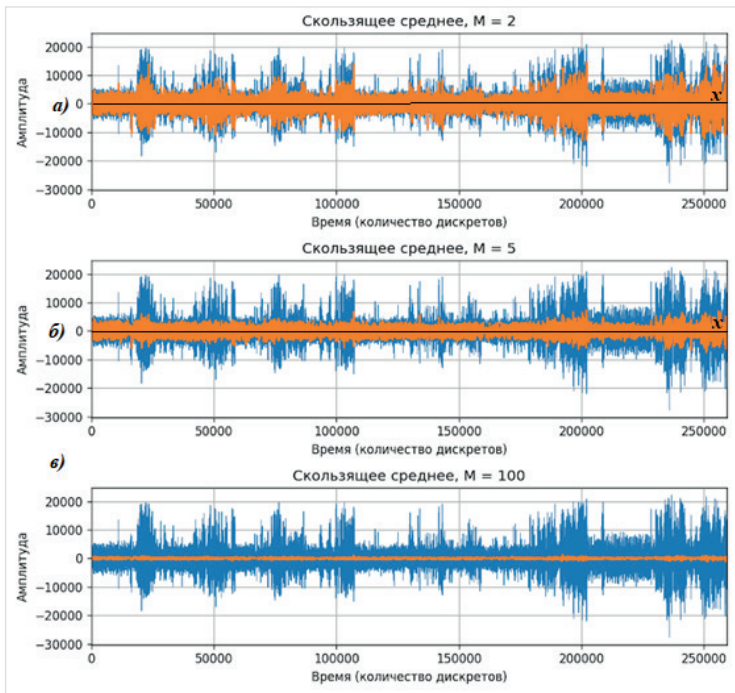 Скользящее среднее, M = 2
20000
10000
а)
0
x
-10000
-20000
-30000
Амплитуда
0 50000 100000 150000 200000 250000
Время (количество дискретов)
Скользящее среднее, M = 5
20000
10000
б)
0
x
-10000
-20000
-30000
Амплитуда
0 50000 100000 150000 200000 250000
Время (количество дискретов)
в)
Скользящее среднее, M = 100
20000
10000
0
-10000
-20000
-30000
Амплитуда
0 50000 100000 150000 200000 250000
Время (количество дискретов)